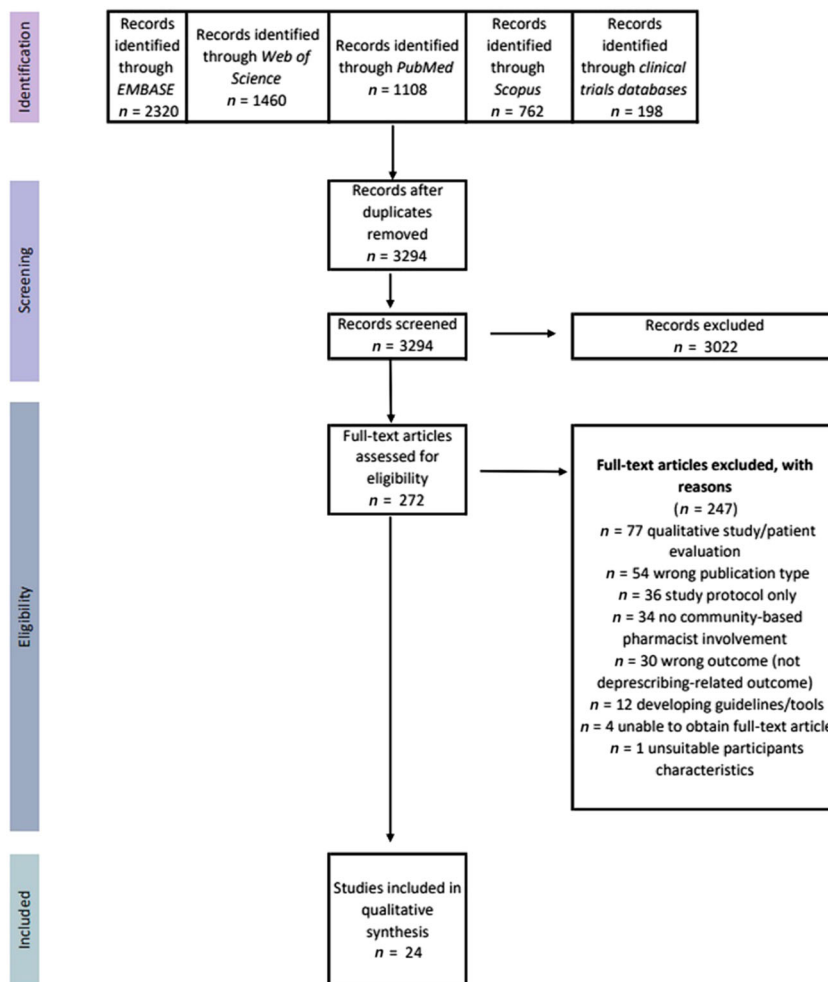 Identification
Records
identified
through
EMBASE
n = 2320
Records identified
through Web of
Science
n = 1460
Records identified
through PubMed
n = 1108
Records
identified
through
Scopus
n = 762
Records
identified
through clinical
trials databases
n = 198
Screening
Records after
duplicates
removed
n = 3294
Records screened
n = 3294
Records excluded
n = 3022
Eligibility
Full-text articles
assessed for
eligibility
n = 272
Full-text articles excluded, with
reasons
(n = 247)
n = 77 qualitative study/patient
evaluation
n = 54 wrong publication type
n = 36 study protocol only
n = 34 no community-based
pharmacist involvement
n = 30 wrong outcome (not
deprescribing-related outcome)
n = 12 developing guidelines/tools
n = 4 unable to obtain full-text article
n = 1 unsuitable participants
characteristics
Included
Studies included in
qualitative
synthesis
n = 24